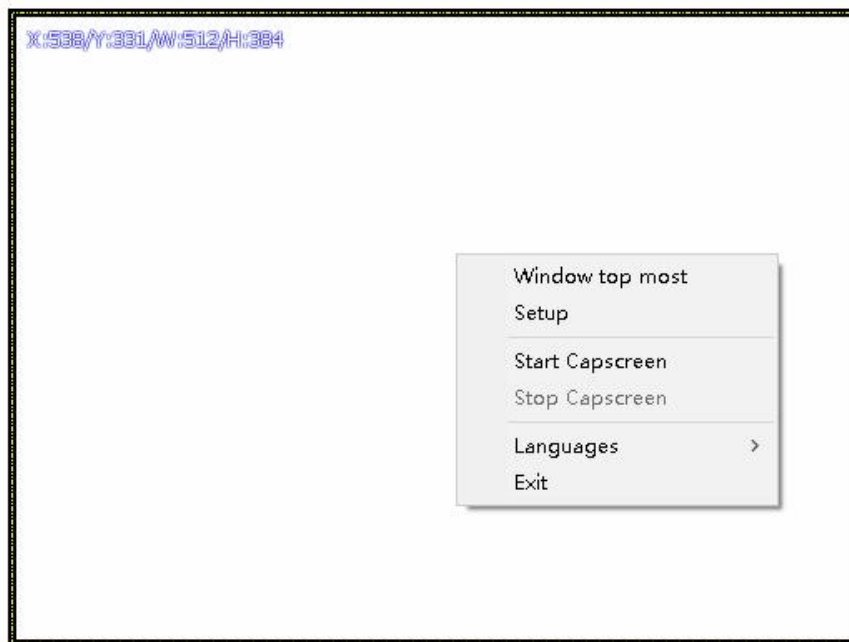 X:538/Y:331/W:512/H:384
Window top most
Setup
Start Capscreen
Stop Capscreen
Languages
Exit